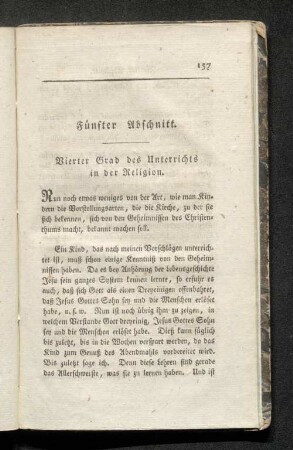 157
Fünfter Abschnitt.
Vierter Grad des Unterrichts
in der Religion.
Nun noch etwas weniges von der Art, wie man Kin-
dern die Vorstellungsarten, die die Kirche, zu der sie
sich bekennen, sich von den Geheimnissen des Christen-
thums macht, bekannt machen soll.
Ein Kind, das nach meinen Vorschlägen unterrich-
tet ist, muß schon einige Kenntniß von den Geheim-
nissen haben. Da es bey Anhörung der Lebensgeschichte
Jesu sein ganzes System kennen lernte, so erfuhr es
auch, daß sich Gott als einen Dreyeinigen offenbahret,
daß Jesus Gottes Sohn sey und die Menschen erlöset
habe, u. s. w. Nun ist noch übrig ihm zu zeigen, in
welchem Verstande Gott dreyeinig, Jesus Gottes Sohn
sey und die Menschen erlöset habe. Dieß kann füglich
bis zuletzt, bis in die Wochen verspart werden, da
das Kind zum Genuß des Abendmahls vorbereitet wird.
Bis zuletzt sage ich. Denn diese Lehren sind gerade
das Allerschwerste, was sie zu lernen haben. Und ist